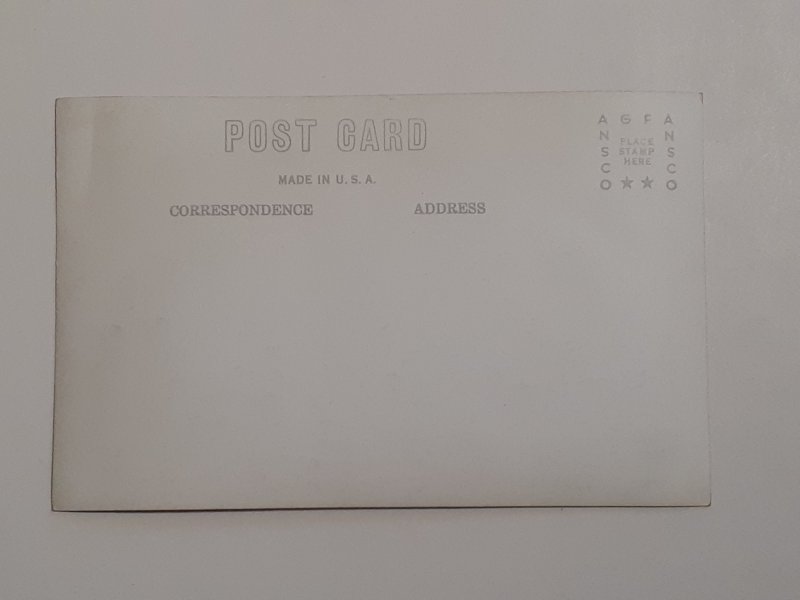 POST CARD
MADE IN U.S.A.
CORRESPONDENCE
ADDRESS
AGFA
ANSCO
ANSCO
PLACE
STAMP
HERE
★★